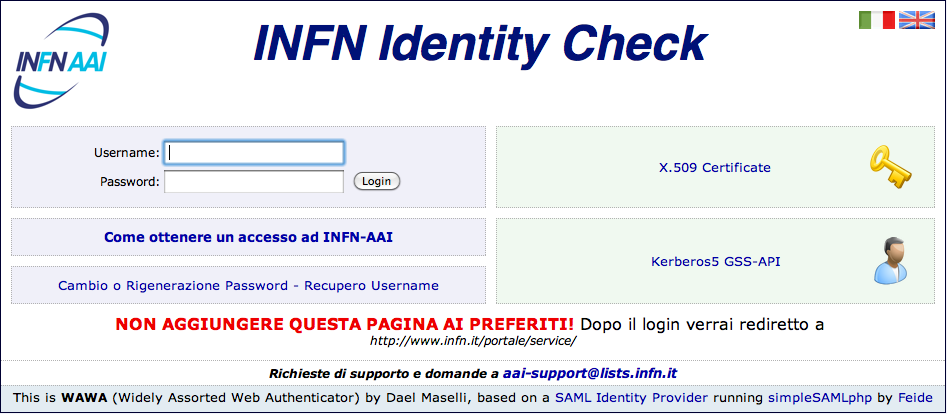 INFN AAI
INFN Identity Check
Username:
Password:
Login
X.509 Certificate
Come ottenere un accesso ad INFN-AAI
Kerberos5 GSS-API
Cambio o Rigenerazione Password - Recupero Username
NON AGGIUNGERE QUESTA PAGINA AI PREFERITI! Dopo il login verrai rediretto a
http://www.infn.it/portale/service/
Richieste di supporto e domande a aai-support@lists.infn.it
This is WAWA (Widely Assorted Web Authenticator) by Dael Maselli, based on a SAML Identity Provider running simpleSAMLphp by Feide